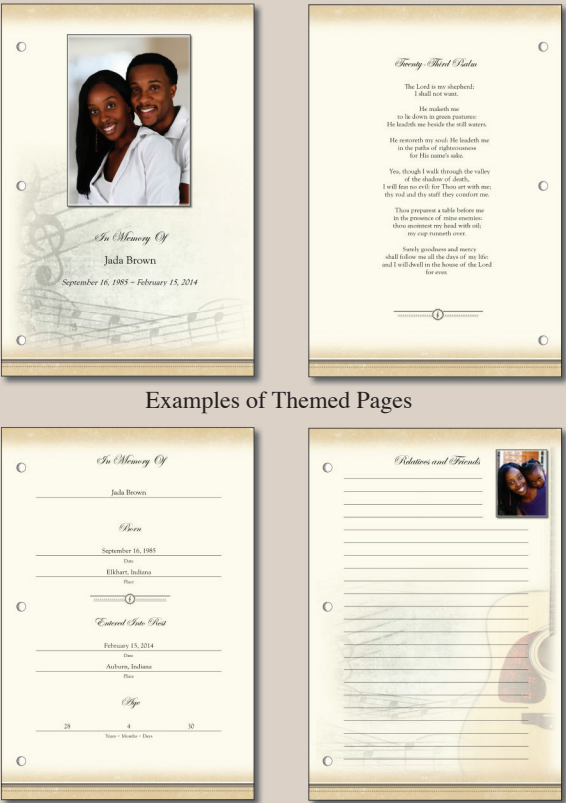 In Memory Of
Jada Brown
September 16, 1985 ~ February 15, 2014
Twenty-Third Psalm
The Lord is my shepherd;
I shall not want.
He maketh me
to lie down in green pastures:
He leadeth me beside the still waters.
He restoreth my soul: He leadeth me
in the paths of righteousness
for His name's sake.
Yea, though I walk through the valley
of the shadow of death,
I will fear no evil: for Thou art with me;
thy rod and thy staff they comfort me.
Thou preparest a table before me
in the presence of mine enemies:
thou anointest my head with oil;
my cup runneth over.
Surely goodness and mercy
shall follow me all the days of my life:
and I will dwell in the house of the Lord
for ever.
Examples of Themed Pages
In Memory Of
Jada Brown
Born
September 16, 1985
Date
Elkhart, Indiana
Place
Entered Into Rest
February 15, 2014
Date
Auburn, Indiana
Place
Age
28 4 30
Years ~ Months ~ Days
Relatives and Friends